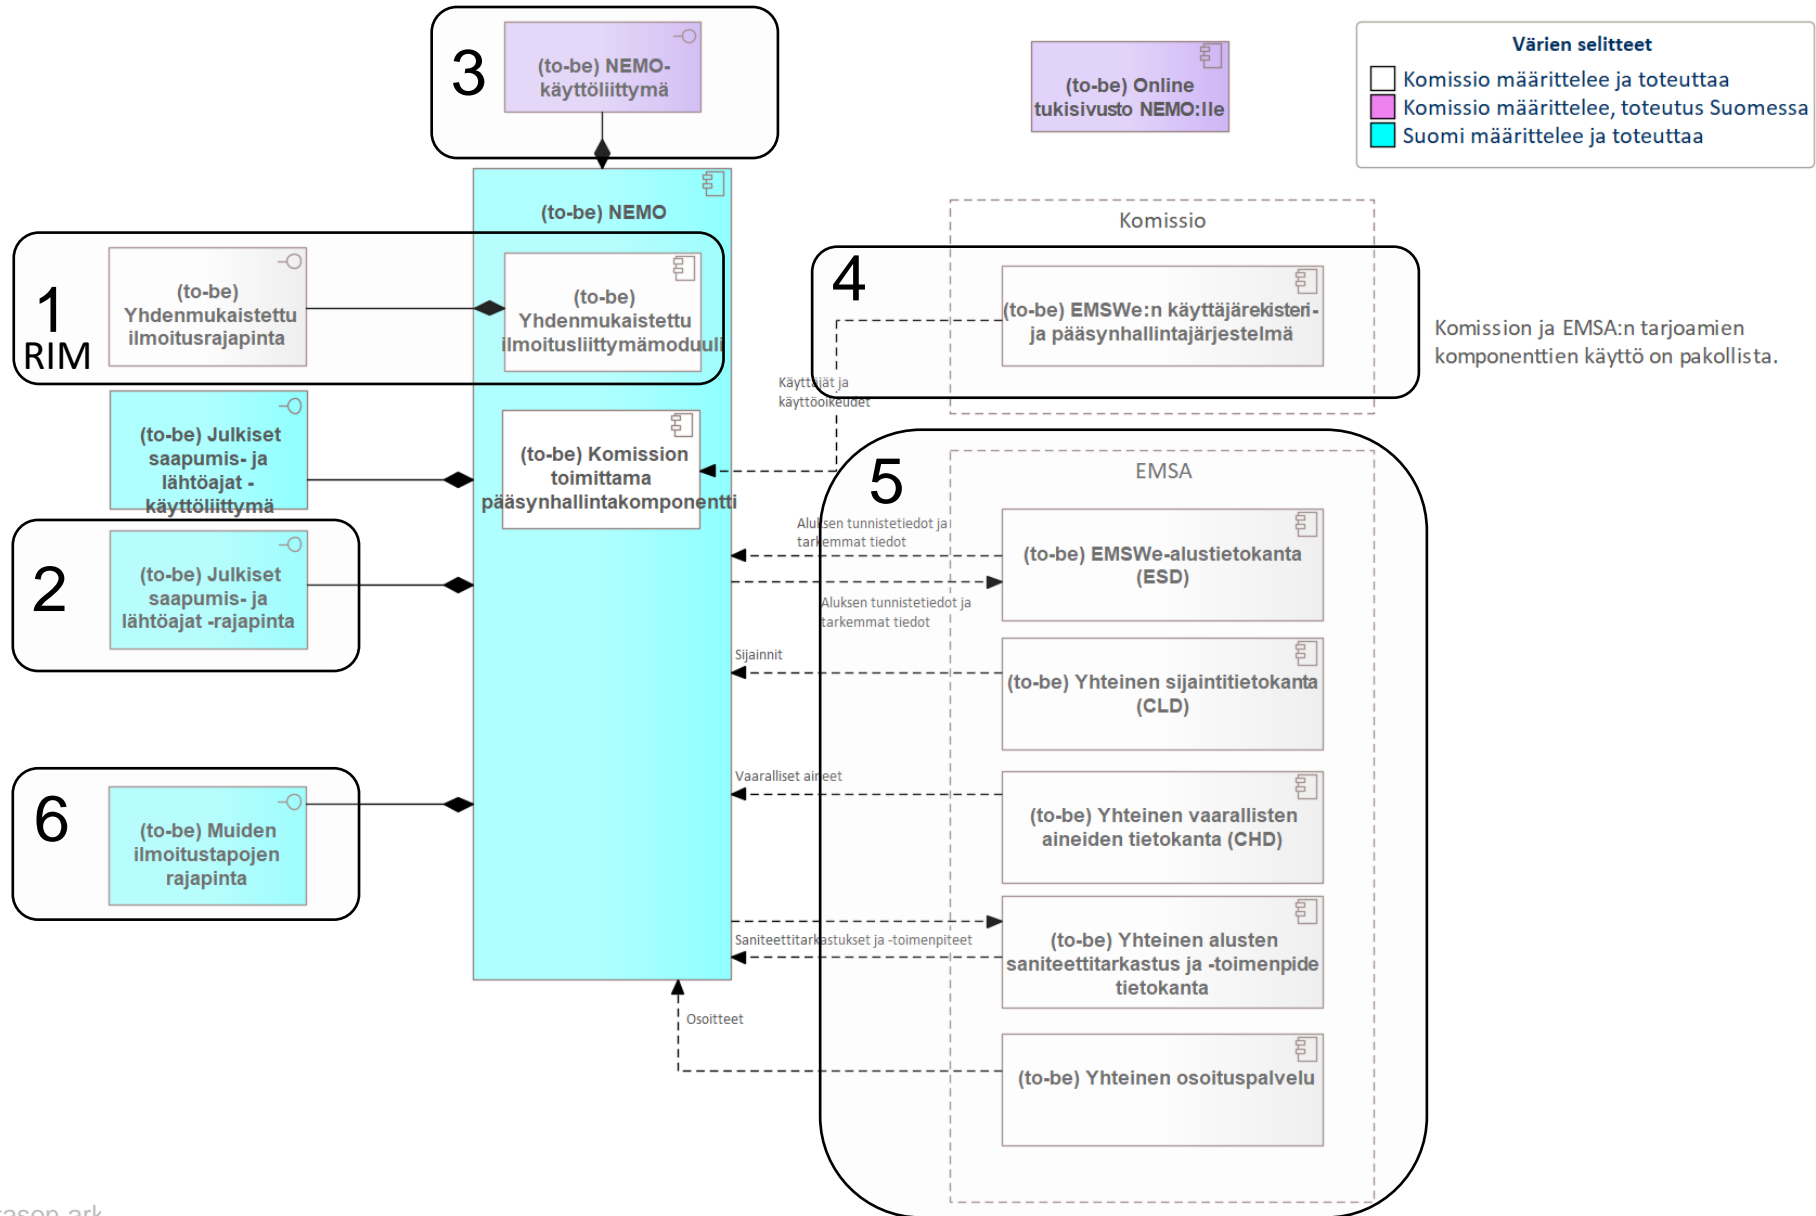 3
(to-be) NEMO-
käyttöliittymä
(to-be) Online
tukisivusto NEMO:lle
Värien selitteet
Komissio määrittelee ja toteuttaa
Komissio määrittelee, toteutus Suomessa
Suomi määrittelee ja toteuttaa
(to-be) NEMO
1
RIM
(to-be)
Yhdenmukaistettu
ilmoitusrajapinta
(to-be)
Yhdenmukaistettu
ilmoitusliittymämoduuli
Komissio
4
(to-be) EMSWe:n käyttäjärekisteri-
ja pääsynhallintajärjestelmä
Komission ja EMSA:n tarjoamien
komponenttien käyttö on pakollista.
Käyttäjät ja
käyttöoikeudet
(to-be) Julkiset
saapumis- ja
lähtöajat -
käyttöliittymä
(to-be) Komission
toimittama
pääsynhallintakomponentti
2
(to-be) Julkiset
saapumis- ja
lähtöajat -rajapinta
5
EMSA
Aluksen tunnistetiedot ja
tarkemmat tiedot
(to-be) EMSWe-alustietokanta
(ESD)
Aluksen tunnistetiedot ja
tarkemmat tiedot
Sijainnit
(to-be) Yhteinen sijaintitietokanta
(CLD)
6
(to-be) Muiden
ilmoitustapojen
rajapinta
Vaaralliset aineet
(to-be) Yhteinen vaarallisten
aineiden tietokanta (CHD)
Saniteettitarkastukset ja -toimenpiteet
(to-be) Yhteinen alusten
saniteettitarkastus ja -toimenpide
tietokanta
Osoitteet
(to-be) Yhteinen osoituspalvelu